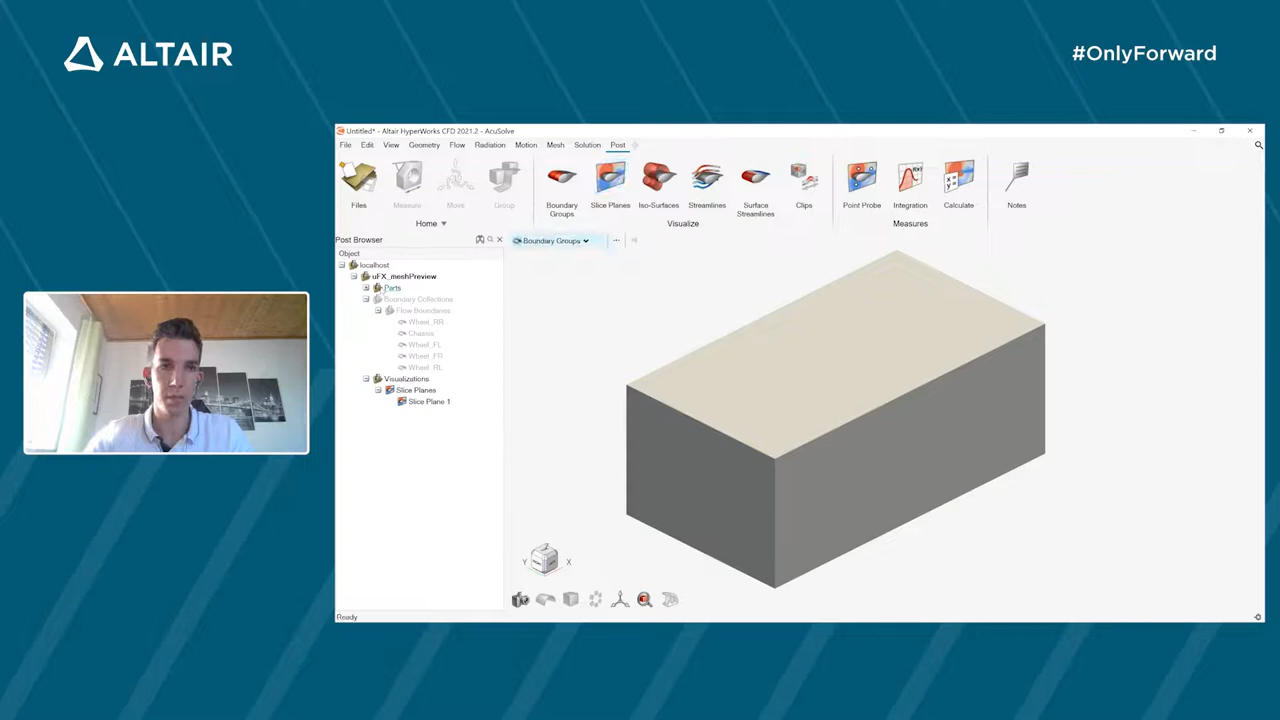 ALTAIR
#OnlyForward
Untitled* - Altair HyperWorks CFD 2021.2 - AcuSolve
File Edit View Geometry Flow Radiation Motion Mesh Solution Post
Files Measure Move Group
Boundary Groups Slice Planes Iso-Surfaces Streamlines Surface Streamlines Clips
Point Probe Integration Calculate Notes
Home Visualize Measures
Post Browser
Boundary Groups
Object
localhost
uFX_meshPreview
Parts
Boundary Collections
Flow Boundaries
Wheel_RR
Chassis
Wheel_FL
Wheel_FR
Wheel_RL
Visualizations
Slice Planes
Slice Plane 1
Y X
Ready